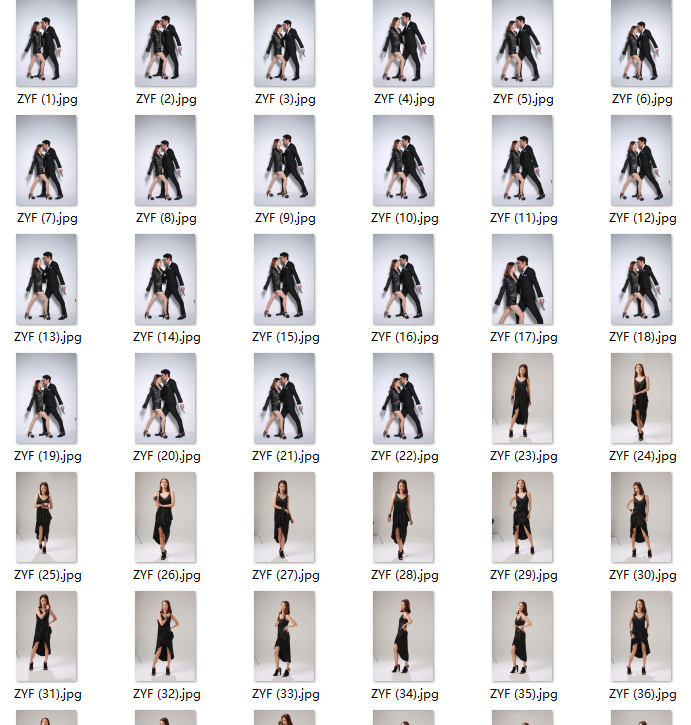 ZYF (1).jpg ZYF (2).jpg ZYF (3).jpg ZYF (4).jpg ZYF (5).jpg ZYF (6).jpg
ZYF (7).jpg ZYF (8).jpg ZYF (9).jpg ZYF (10).jpg ZYF (11).jpg ZYF (12).jpg
ZYF (13).jpg ZYF (14).jpg ZYF (15).jpg ZYF (16).jpg ZYF (17).jpg ZYF (18).jpg
ZYF (19).jpg ZYF (20).jpg ZYF (21).jpg ZYF (22).jpg ZYF (23).jpg ZYF (24).jpg
ZYF (25).jpg ZYF (26).jpg ZYF (27).jpg ZYF (28).jpg ZYF (29).jpg ZYF (30).jpg
ZYF (31).jpg ZYF (32).jpg ZYF (33).jpg ZYF (34).jpg ZYF (35).jpg ZYF (36).jpg